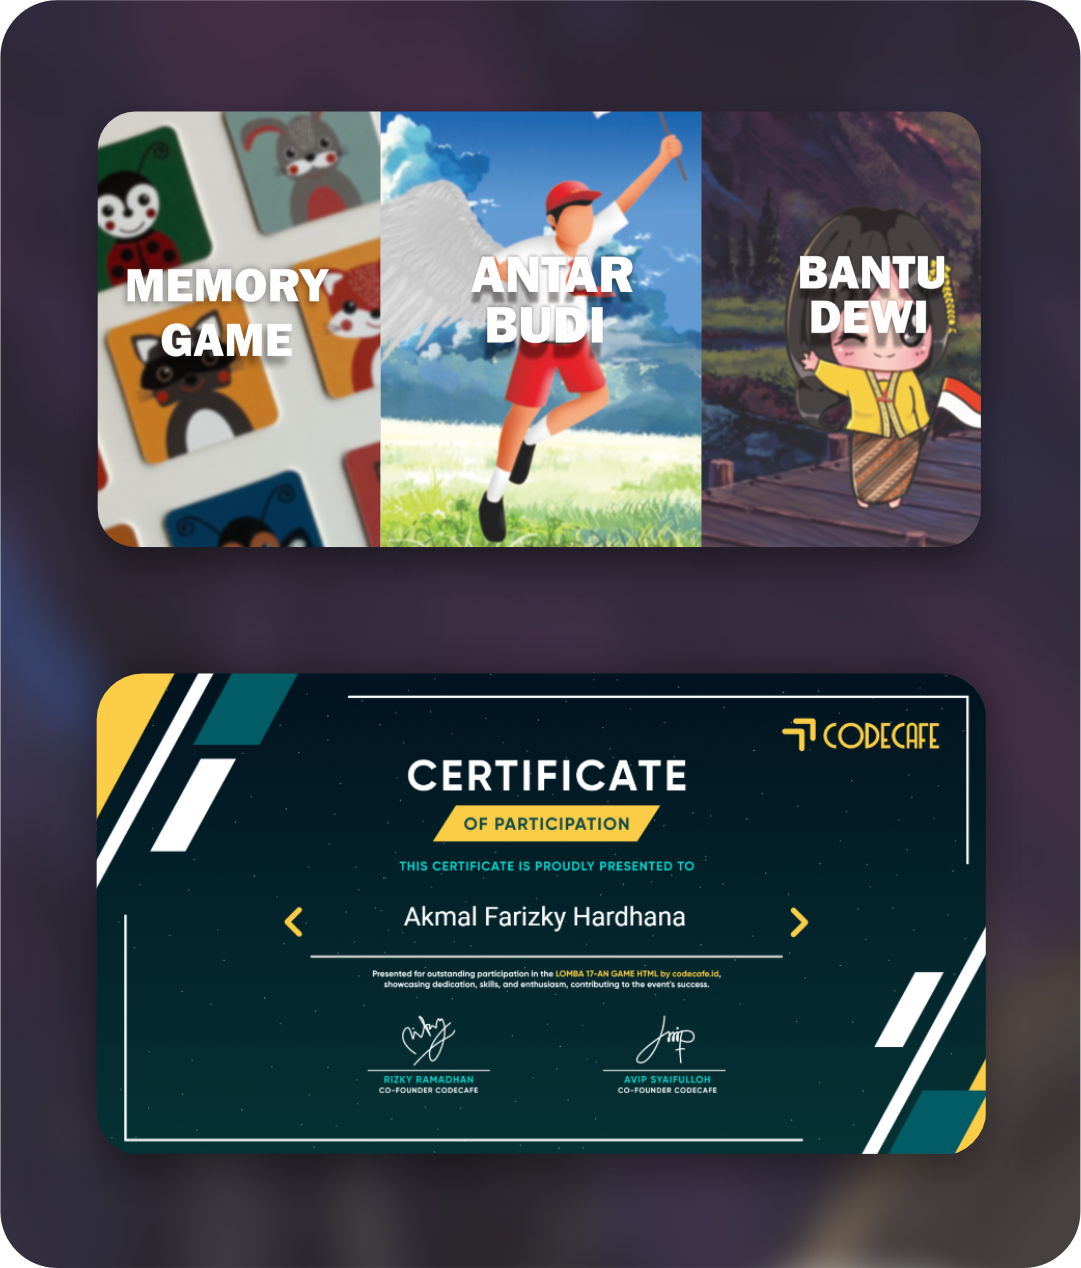 MEMORY
GAME
ANTAR
BUDI
BANTU
DEWI
CODECAFE
CERTIFICATE
OF PARTICIPATION
THIS CERTIFICATE IS PROUDLY PRESENTED TO
Akmal Farizky Hardhana
Presented for outstanding participation in the LOMBA 17-AN GAME HTML by codecafe.id,
showcasing dedication, skills, and enthusiasm, contributing to the event's success.
RIZKY RAMADHAN
CO-FOUNDER CODECAFE
AVIP SYAIFULLOH
CO-FOUNDER CODECAFE